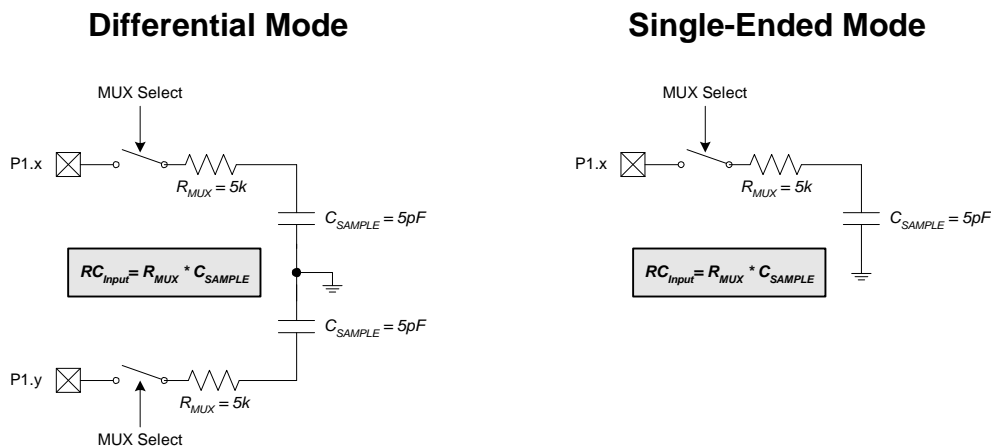 Differential Mode
MUX Select
P1.x
R_MUX = 5k
C_SAMPLE = 5pF
RC_Input= R_MUX * C_SAMPLE
C_SAMPLE = 5pF
P1.y
R_MUX = 5k
MUX Select
Single-Ended Mode
MUX Select
P1.x
R_MUX = 5k
C_SAMPLE = 5pF
RC_Input= R_MUX * C_SAMPLE